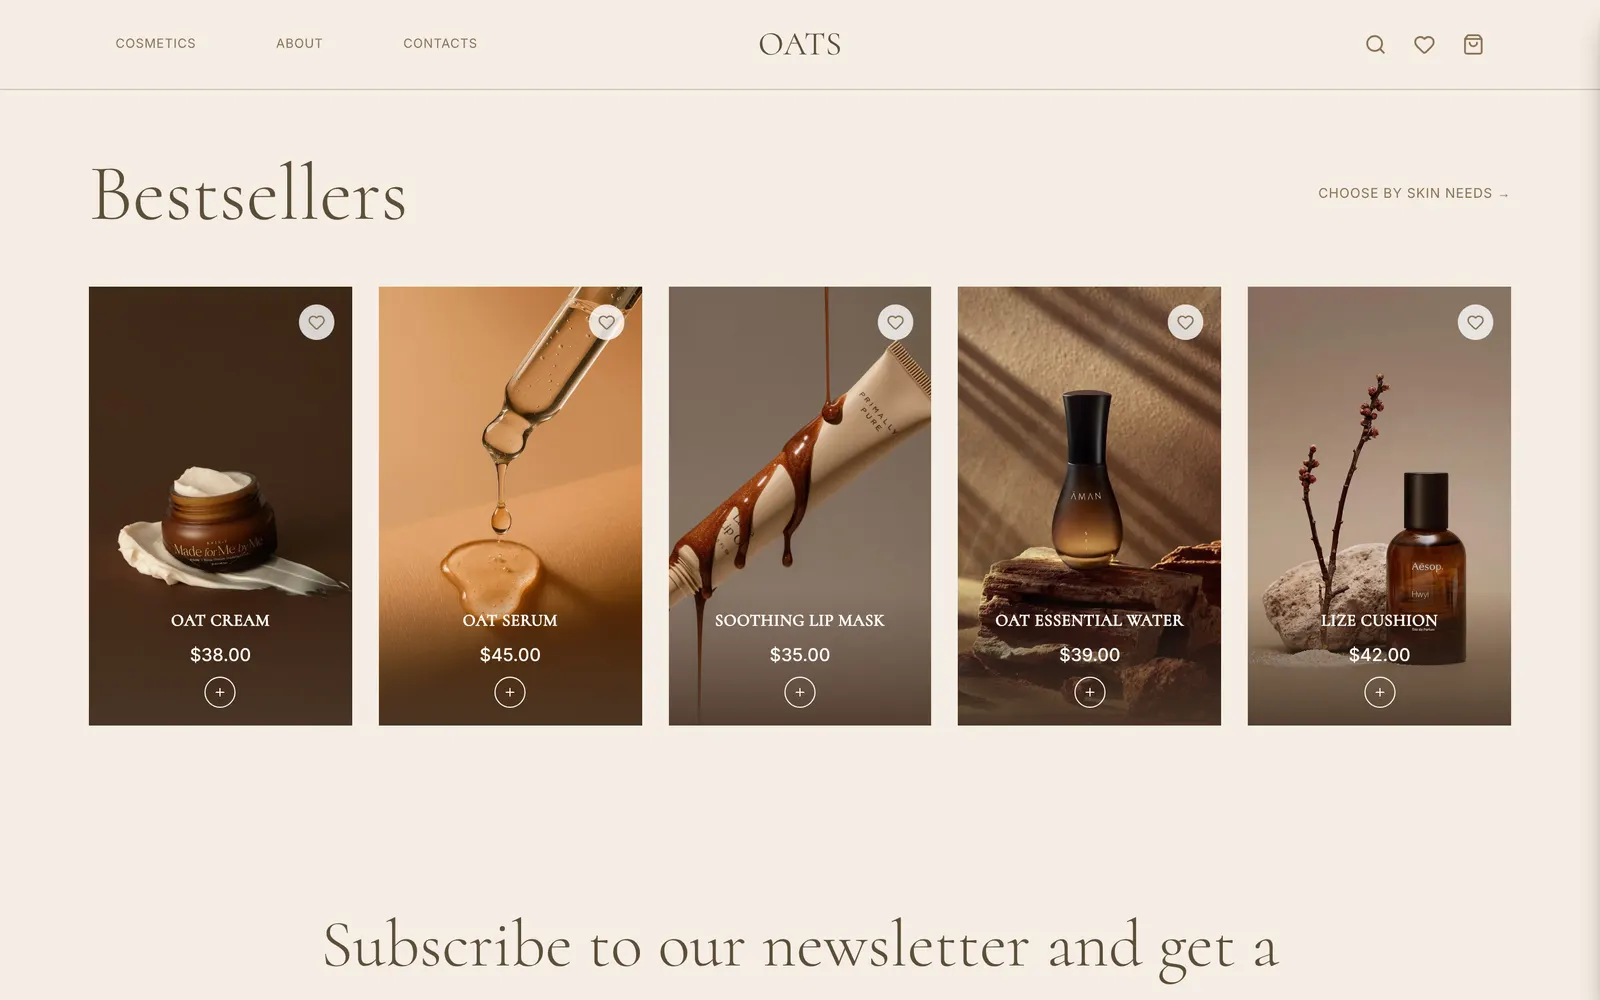 COSMETICS ABOUT CONTACTS OATS
Bestsellers
CHOOSE BY SKIN NEEDS →
Made for Me by Me
OAT CREAM
$38.00
+
OAT SERUM
$45.00
+
PRIMALLY
PURE
SOOTHING LIP MASK
$35.00
+
ĀMAN
OAT ESSENTIAL WATER
$39.00
+
Aēsop
Hwyl
LIZE CUSHION
$42.00
+
Subscribe to our newsletter and get a